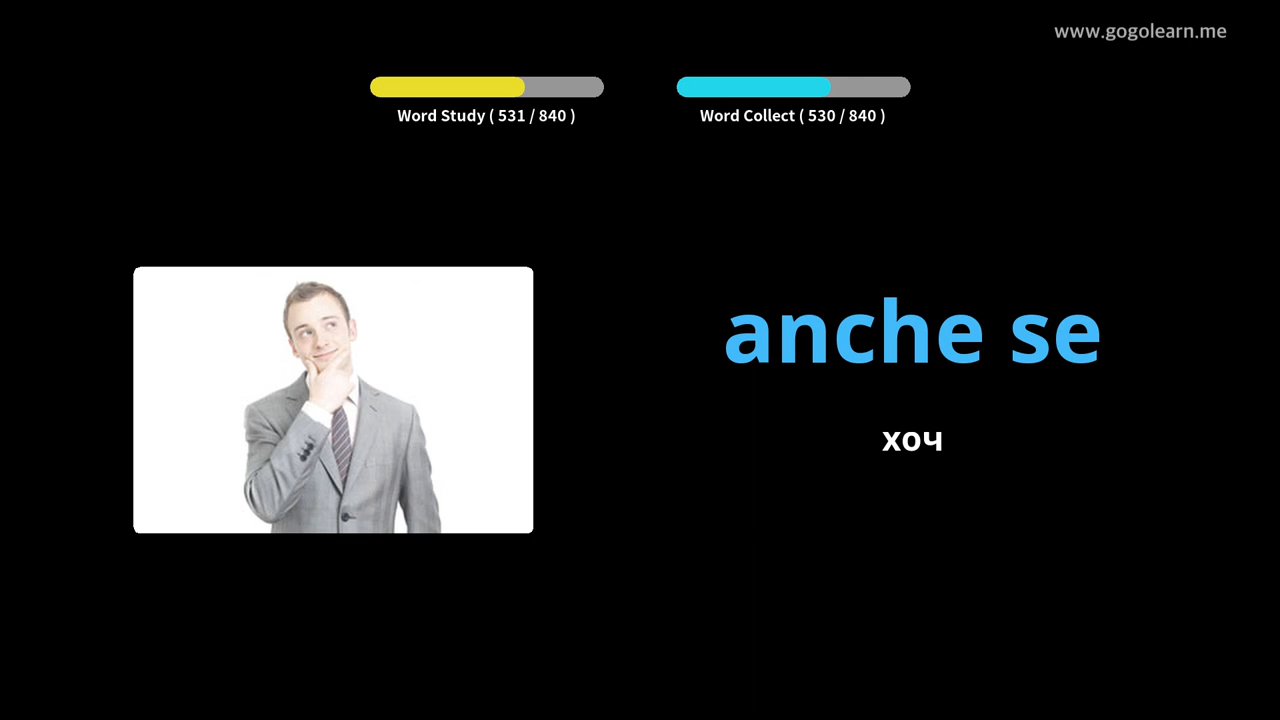 www.gogolearn.me
Word Study ( 531 / 840 )
Word Collect ( 530 / 840 )
anche se
хоч